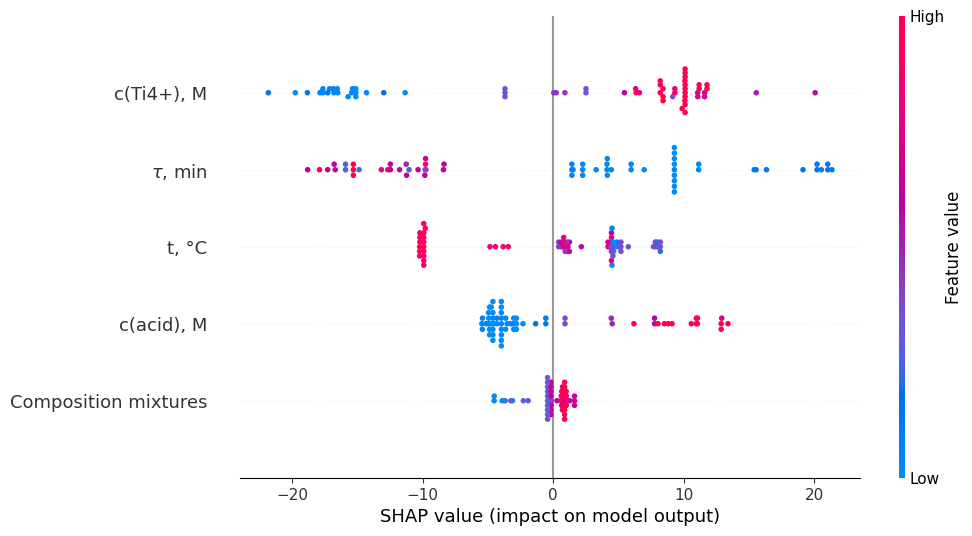 High
c(Ti4+), M
τ, min
t, °C
c(acid), M
Composition mixtures
Feature value
Low
−20
−10
0
10
20
SHAP value (impact on model output)